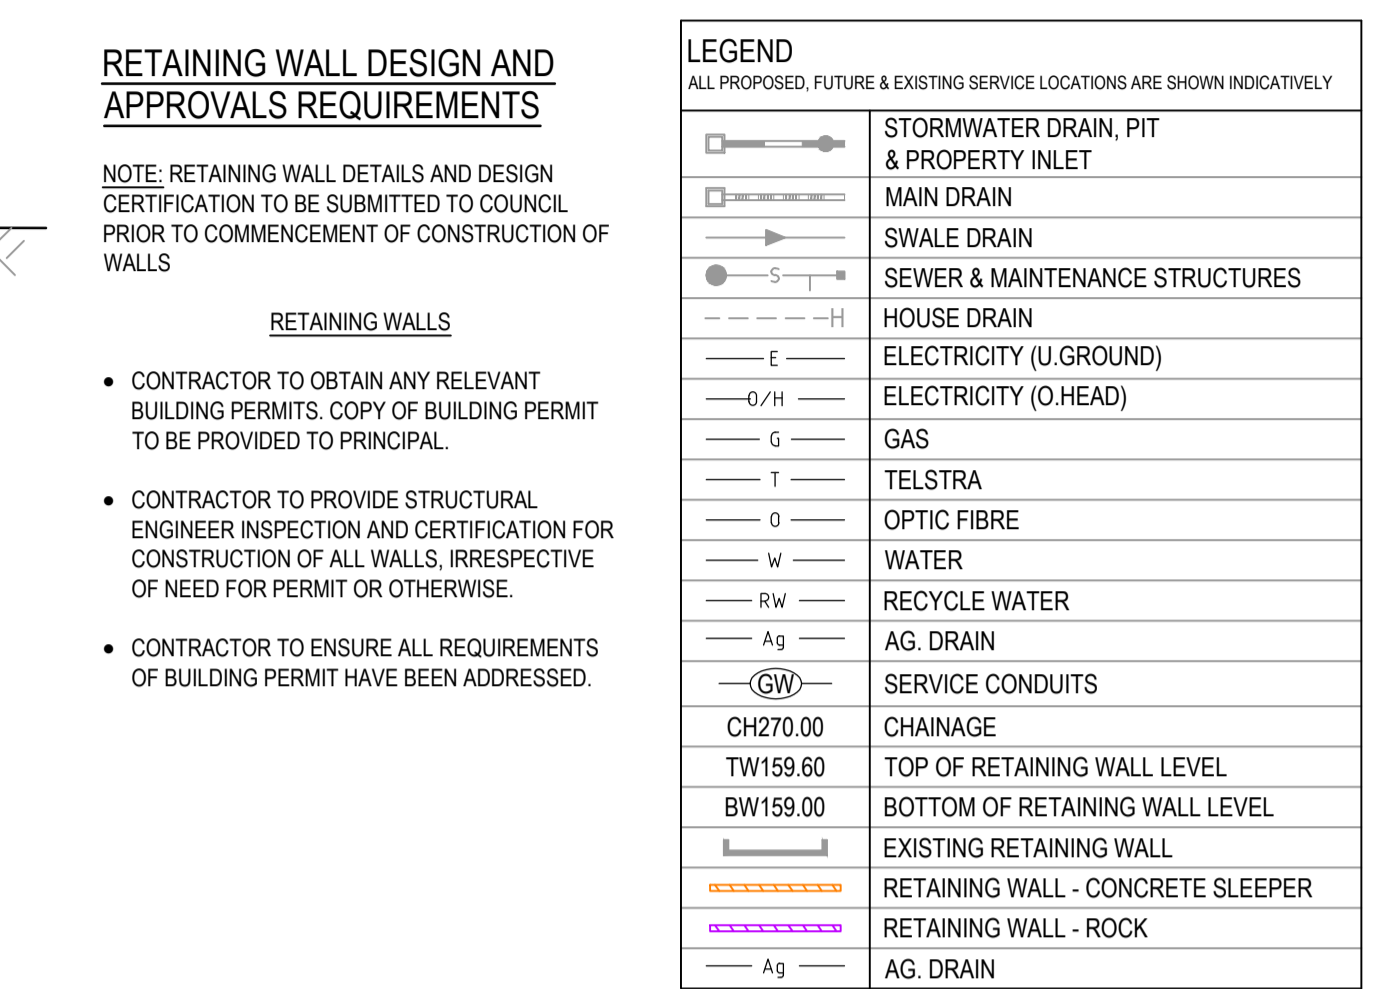 RETAINING WALL DESIGN AND
APPROVALS REQUIREMENTS
NOTE: RETAINING WALL DETAILS AND DESIGN
CERTIFICATION TO BE SUBMITTED TO COUNCIL
PRIOR TO COMMENCEMENT OF CONSTRUCTION OF
WALLS
RETAINING WALLS
• CONTRACTOR TO OBTAIN ANY RELEVANT
BUILDING PERMITS. COPY OF BUILDING PERMIT
TO BE PROVIDED TO PRINCIPAL.
• CONTRACTOR TO PROVIDE STRUCTURAL
ENGINEER INSPECTION AND CERTIFICATION FOR
CONSTRUCTION OF ALL WALLS, IRRESPECTIVE
OF NEED FOR PERMIT OR OTHERWISE.
• CONTRACTOR TO ENSURE ALL REQUIREMENTS
OF BUILDING PERMIT HAVE BEEN ADDRESSED.
LEGEND
ALL PROPOSED, FUTURE & EXISTING SERVICE LOCATIONS ARE SHOWN INDICATIVELY
STORMWATER DRAIN, PIT
& PROPERTY INLET
MAIN DRAIN
SWALE DRAIN
S SEWER & MAINTENANCE STRUCTURES
H HOUSE DRAIN
E ELECTRICITY (U.GROUND)
O/H ELECTRICITY (O.HEAD)
G GAS
T TELSTRA
O OPTIC FIBRE
W WATER
RW RECYCLE WATER
Ag AG. DRAIN
GW SERVICE CONDUITS
CH270.00 CHAINAGE
TW159.60 TOP OF RETAINING WALL LEVEL
BW159.00 BOTTOM OF RETAINING WALL LEVEL
EXISTING RETAINING WALL
RETAINING WALL - CONCRETE SLEEPER
RETAINING WALL - ROCK
Ag AG. DRAIN